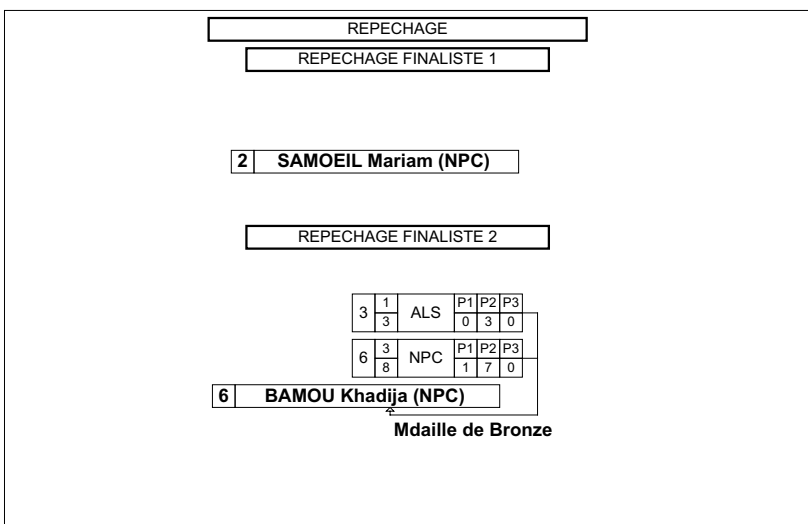 REPECHAGE
REPECHAGE FINALISTE 1
2 SAMOEIL Mariam (NPC)
REPECHAGE FINALISTE 2
3 1 ALS P1 P2 P3
3 0 3 0
6 3 NPC P1 P2 P3
8 1 7 0
6 BAMOU Khadija (NPC)
Mdaille de Bronze